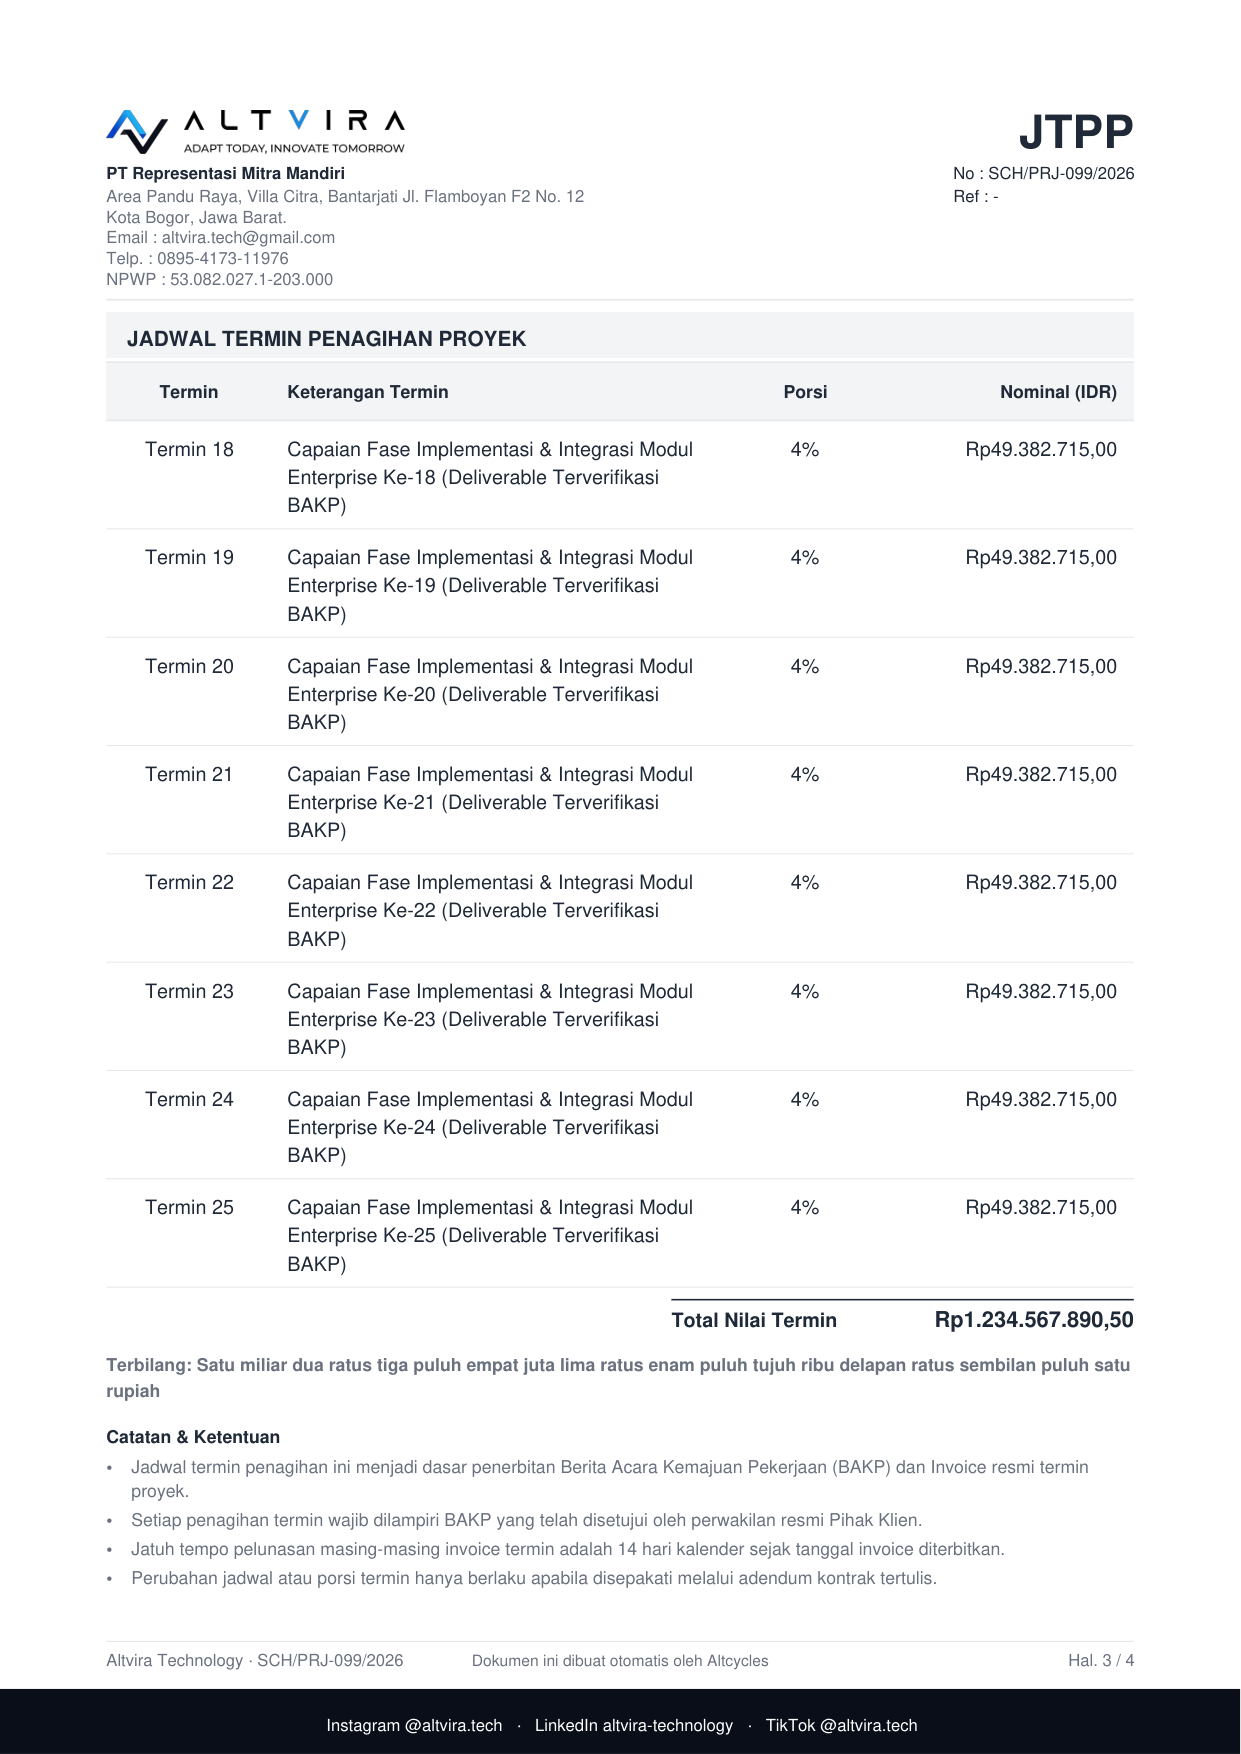 ALTVIRA
ADAPT TODAY, INNOVATE TOMORROW
JTPP
PT Representasi Mitra Mandiri
No : SCH/PRJ-099/2026
Area Pandu Raya, Villa Citra, Bantarjati Jl. Flamboyan F2 No. 12
Ref : -
Kota Bogor, Jawa Barat.
Email : altvira.tech@gmail.com
Telp. : 0895-4173-11976
NPWP : 53.082.027.1-203.000
JADWAL TERMIN PENAGIHAN PROYEK
Termin Keterangan Termin Porsi Nominal (IDR)
Termin 18 Capaian Fase Implementasi & Integrasi Modul 4% Rp49.382.715,00
Enterprise Ke-18 (Deliverable Terverifikasi
BAKP)
Termin 19 Capaian Fase Implementasi & Integrasi Modul 4% Rp49.382.715,00
Enterprise Ke-19 (Deliverable Terverifikasi
BAKP)
Termin 20 Capaian Fase Implementasi & Integrasi Modul 4% Rp49.382.715,00
Enterprise Ke-20 (Deliverable Terverifikasi
BAKP)
Termin 21 Capaian Fase Implementasi & Integrasi Modul 4% Rp49.382.715,00
Enterprise Ke-21 (Deliverable Terverifikasi
BAKP)
Termin 22 Capaian Fase Implementasi & Integrasi Modul 4% Rp49.382.715,00
Enterprise Ke-22 (Deliverable Terverifikasi
BAKP)
Termin 23 Capaian Fase Implementasi & Integrasi Modul 4% Rp49.382.715,00
Enterprise Ke-23 (Deliverable Terverifikasi
BAKP)
Termin 24 Capaian Fase Implementasi & Integrasi Modul 4% Rp49.382.715,00
Enterprise Ke-24 (Deliverable Terverifikasi
BAKP)
Termin 25 Capaian Fase Implementasi & Integrasi Modul 4% Rp49.382.715,00
Enterprise Ke-25 (Deliverable Terverifikasi
BAKP)
Total Nilai Termin Rp1.234.567.890,50
Terbilang: Satu miliar dua ratus tiga puluh empat juta lima ratus enam puluh tujuh ribu delapan ratus sembilan puluh satu
rupiah
Catatan & Ketentuan
• Jadwal termin penagihan ini menjadi dasar penerbitan Berita Acara Kemajuan Pekerjaan (BAKP) dan Invoice resmi termin
proyek.
• Setiap penagihan termin wajib dilampiri BAKP yang telah disetujui oleh perwakilan resmi Pihak Klien.
• Jatuh tempo pelunasan masing-masing invoice termin adalah 14 hari kalender sejak tanggal invoice diterbitkan.
• Perubahan jadwal atau porsi termin hanya berlaku apabila disepakati melalui adendum kontrak tertulis.
Altvira Technology · SCH/PRJ-099/2026 Dokumen ini dibuat otomatis oleh Altcycles Hal. 3 / 4
Instagram @altvira.tech · LinkedIn altvira-technology · TikTok @altvira.tech